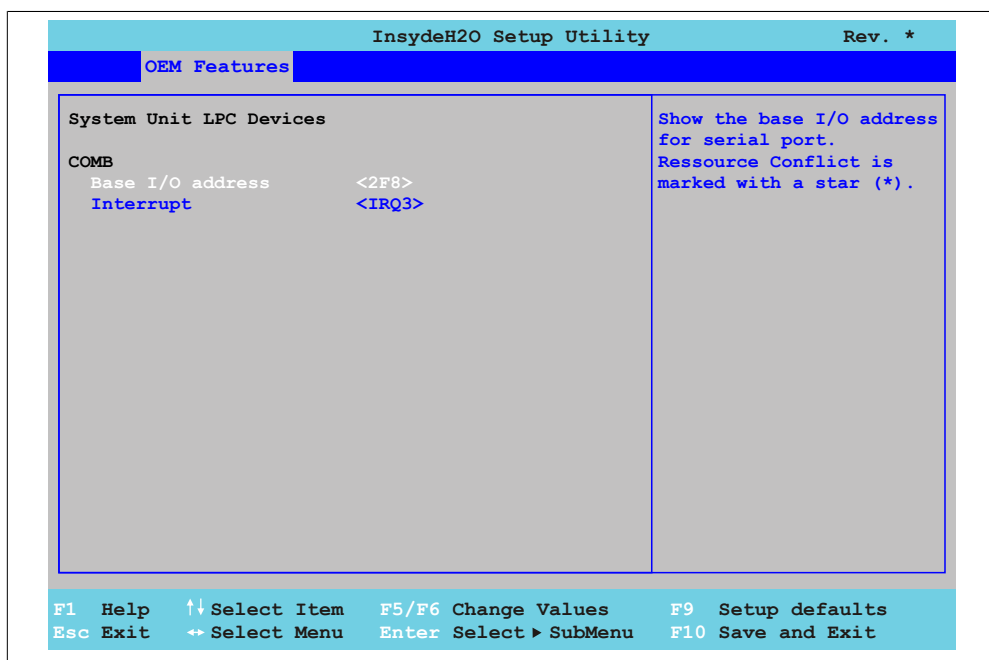 InsydeH2O Setup Utility Rev. *
OEM Features
System Unit LPC Devices
COMB
Base I/O address <2F8>
Interrupt <IRQ3>
Show the base I/O address
for serial port.
Ressource Conflict is
marked with a star (*).
F1 Help ↑↓ Select Item F5/F6 Change Values F9 Setup defaults
Esc Exit ↔ Select Menu Enter Select ▶ SubMenu F10 Save and Exit